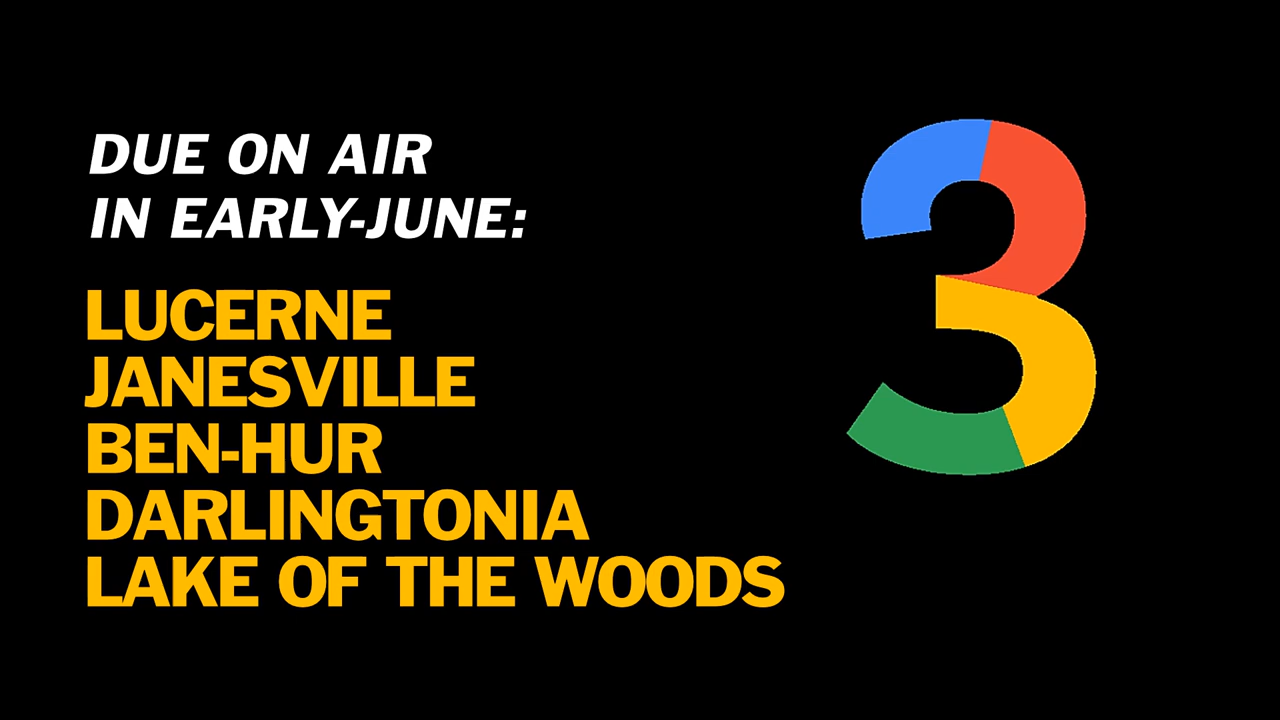 DUE ON AIR
IN EARLY-JUNE:
LUCERNE
JANESVILLE
BEN-HUR
DARLINGTONIA
LAKE OF THE WOODS
3